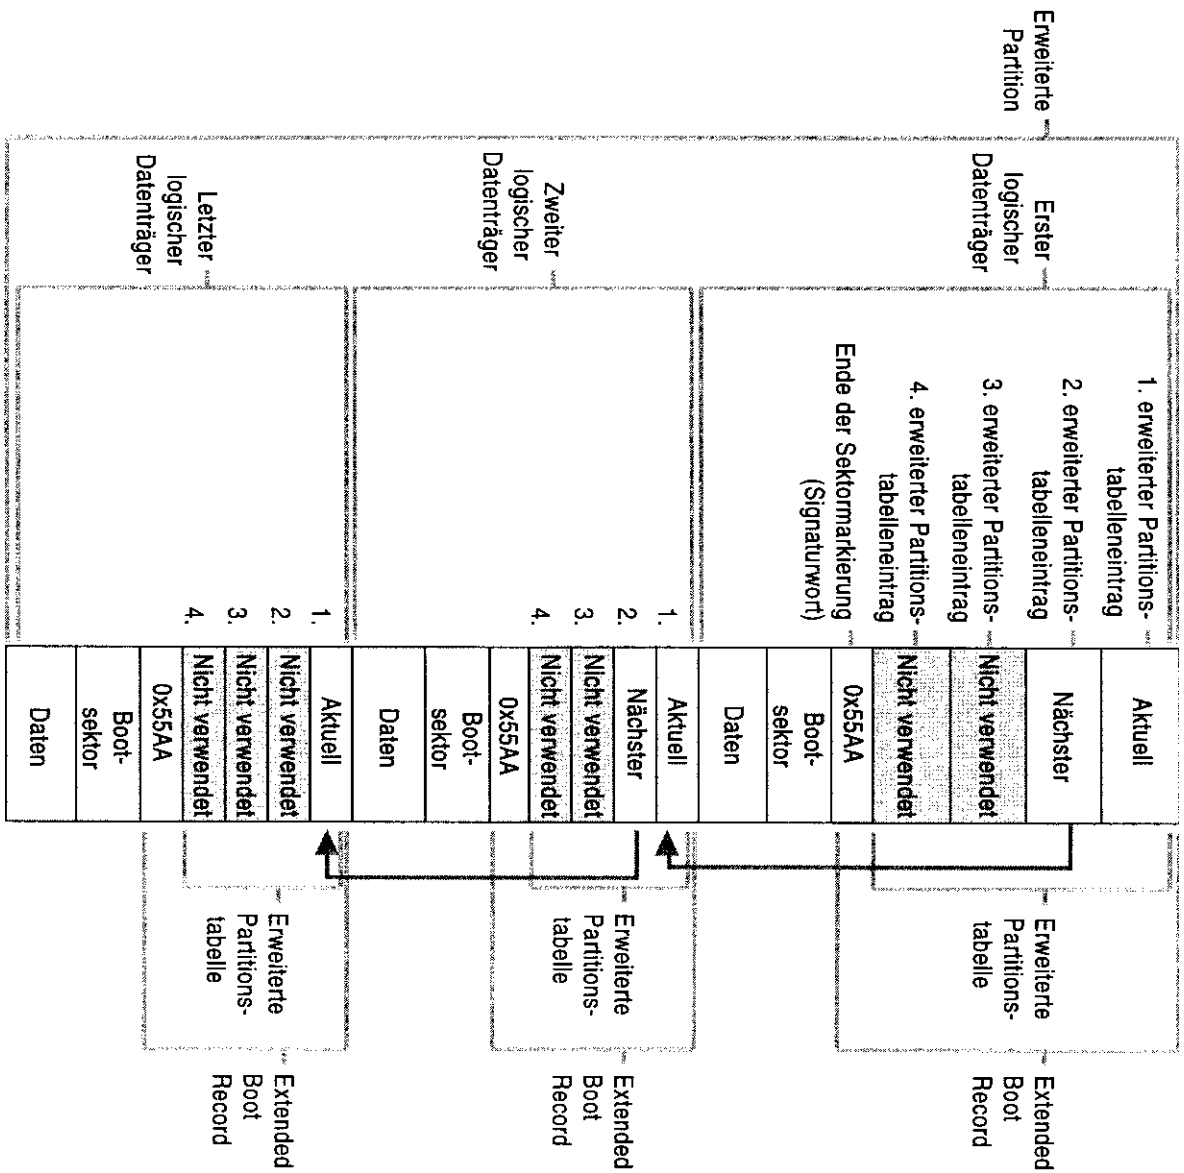 Erweiterte
Partition
Erster
logischer
Datenträger
1. erweiterter Partitions-
tabelleneintrag
2. erweiterter Partitions-
tabelleneintrag
3. erweiterter Partitions-
tabelleneintrag
4. erweiterter Partitions-
tabelleneintrag
Ende der Sektormarkierung
(Signaturwort)
Aktuell
Nächster
Nicht verwendet
Nicht verwendet
0x55AA
Boot-
sektor
Daten
Erweiterte
Partitions-
tabelle
Extended
Boot
Record
Zweiter
logischer
Datenträger
1.
2.
3.
4.
Aktuell
Nächster
Nicht verwendet
Nicht verwendet
0x55AA
Boot-
sektor
Daten
Erweiterte
Partitions-
tabelle
Extended
Boot
Record
Letzter
logischer
Datenträger
1.
2.
3.
4.
Aktuell
Nicht verwendet
Nicht verwendet
Nicht verwendet
0x55AA
Boot-
sektor
Daten
Erweiterte
Partitions-
tabelle
Extended
Boot
Record